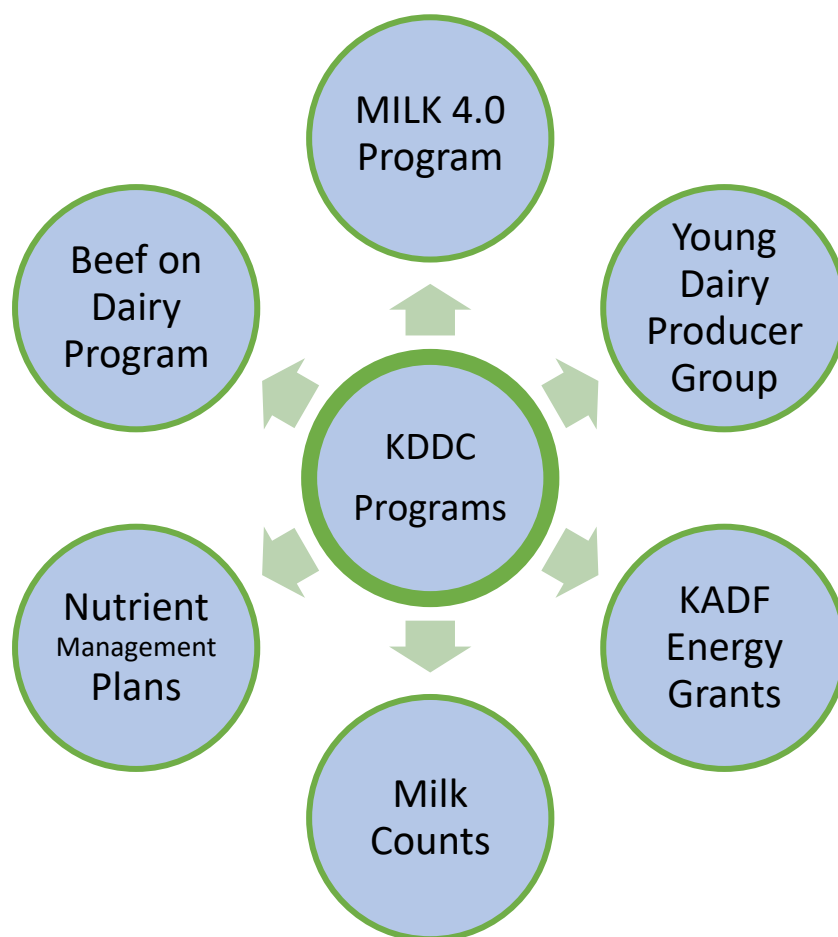 MILK 4.0
Program
Young
Dairy
Producer
Group
KADF
Energy
Grants
Milk
Counts
Nutrient
Management
Plans
Beef on
Dairy
Program
KDDC
Programs